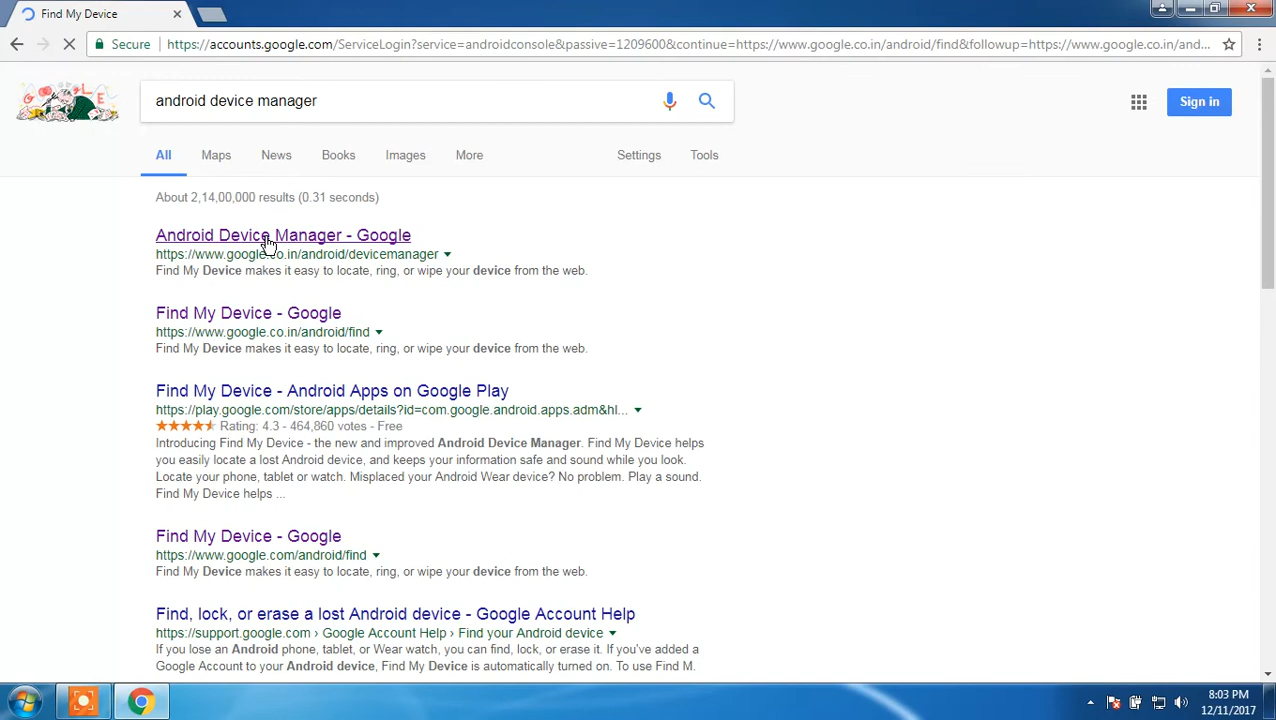 Find My Device
Secure https://accounts.google.com/ServiceLogin?service=androidconsole&passive=1209600&continue=https://www.google.co.in/android/find&followup=https://www.google.co.in/and...
android device manager
Sign in
All Maps News Books Images More Settings Tools
About 2,14,00,000 results (0.31 seconds)
Android Device Manager - Google
https://www.google.co.in/android/devicemanager
Find My Device makes it easy to locate, ring, or wipe your device from the web.
Find My Device - Google
https://www.google.co.in/android/find
Find My Device makes it easy to locate, ring, or wipe your device from the web.
Find My Device - Android Apps on Google Play
https://play.google.com/store/apps/details?id=com.google.android.apps.adm&hl...
Rating: 4.3 - 464,860 votes - Free
Introducing Find My Device - the new and improved Android Device Manager. Find My Device helps
you easily locate a lost Android device, and keeps your information safe and sound while you look.
Locate your phone, tablet or watch. Misplaced your Android Wear device? No problem. Play a sound.
Find My Device helps ...
Find My Device - Google
https://www.google.com/android/find
Find My Device makes it easy to locate, ring, or wipe your device from the web.
Find, lock, or erase a lost Android device - Google Account Help
https://support.google.com › Google Account Help › Find your Android device
If you lose an Android phone, tablet, or Wear watch, you can find, lock, or erase it. If you've added a
Google Account to your Android device, Find My Device is automatically turned on. To use Find M.
8:03 PM
12/11/2017